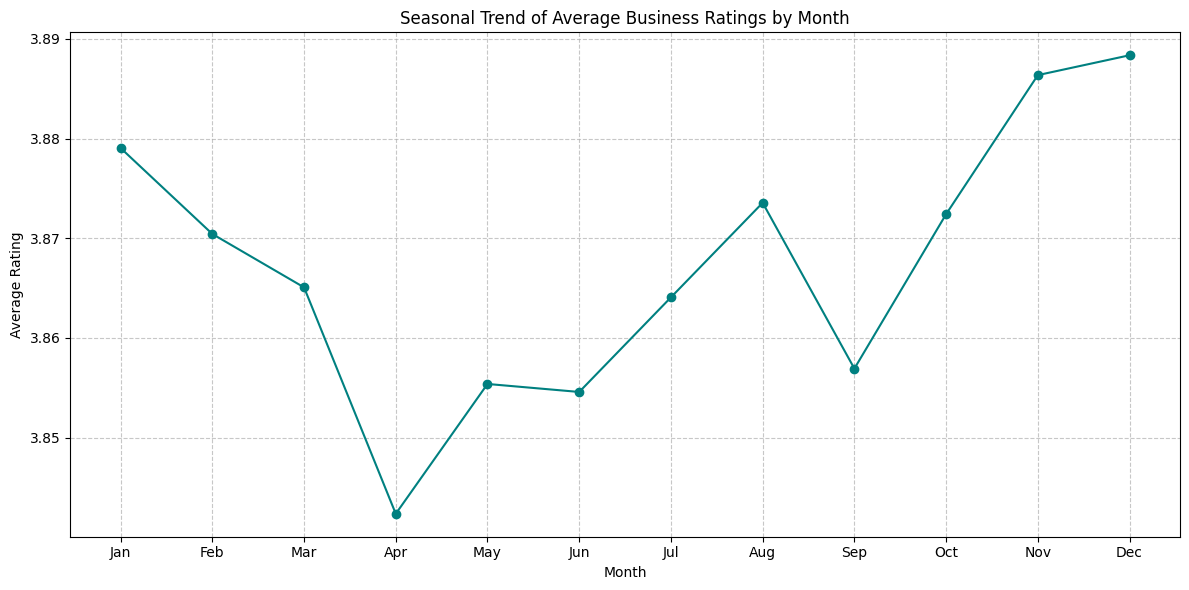 Seasonal Trend of Average Business Ratings by Month
Average Rating
3.89
3.88
3.87
3.86
3.85
Jan Feb Mar Apr May Jun Jul Aug Sep Oct Nov Dec
Month